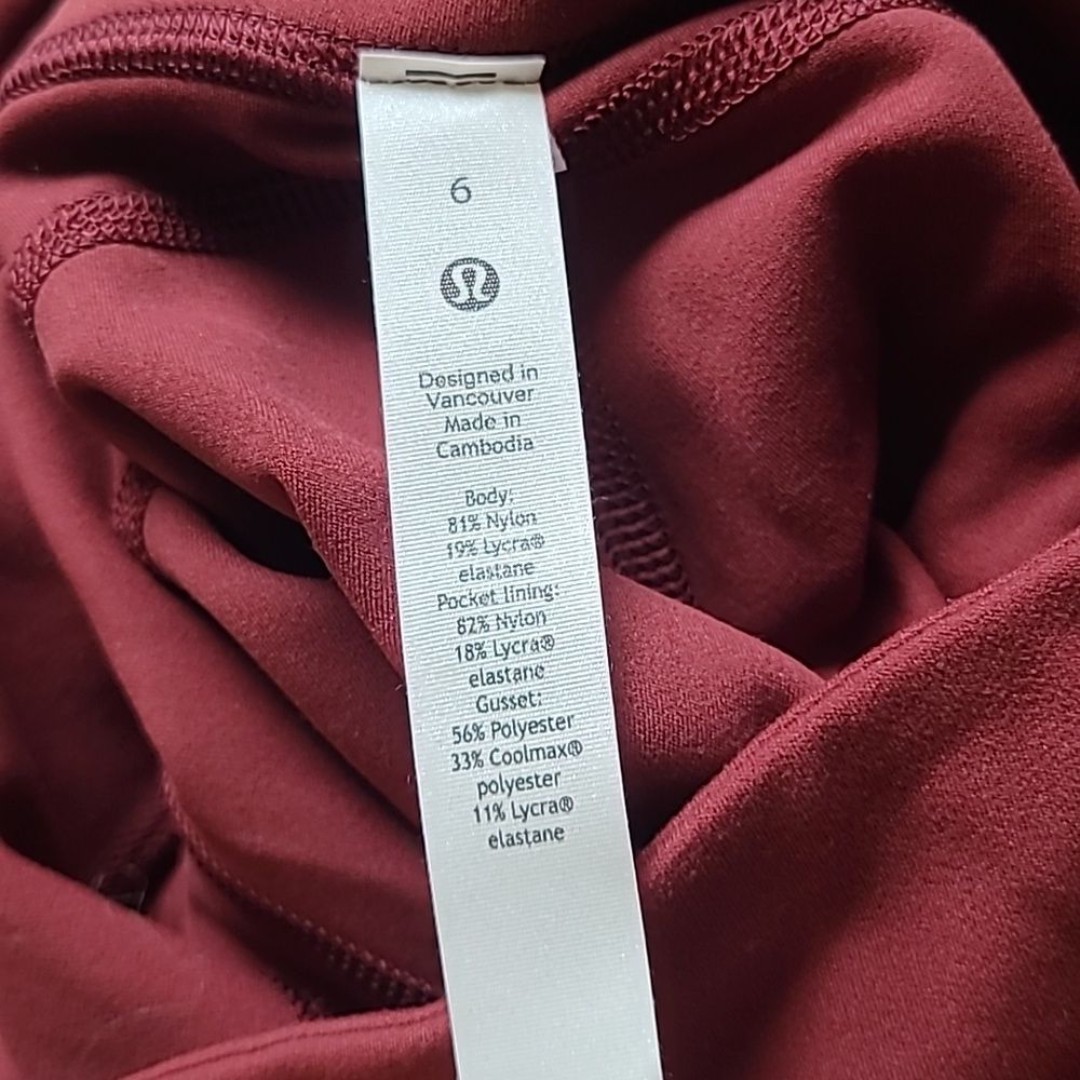 6
Designed in
Vancouver
Made in
Cambodia
Body:
81% Nylon
19% Lycra®
elastane
Pocket lining:
82% Nylon
18% Lycra®
elastane
Gusset:
56% Polyester
33% Coolmax®
polyester
11% Lycra®
elastane